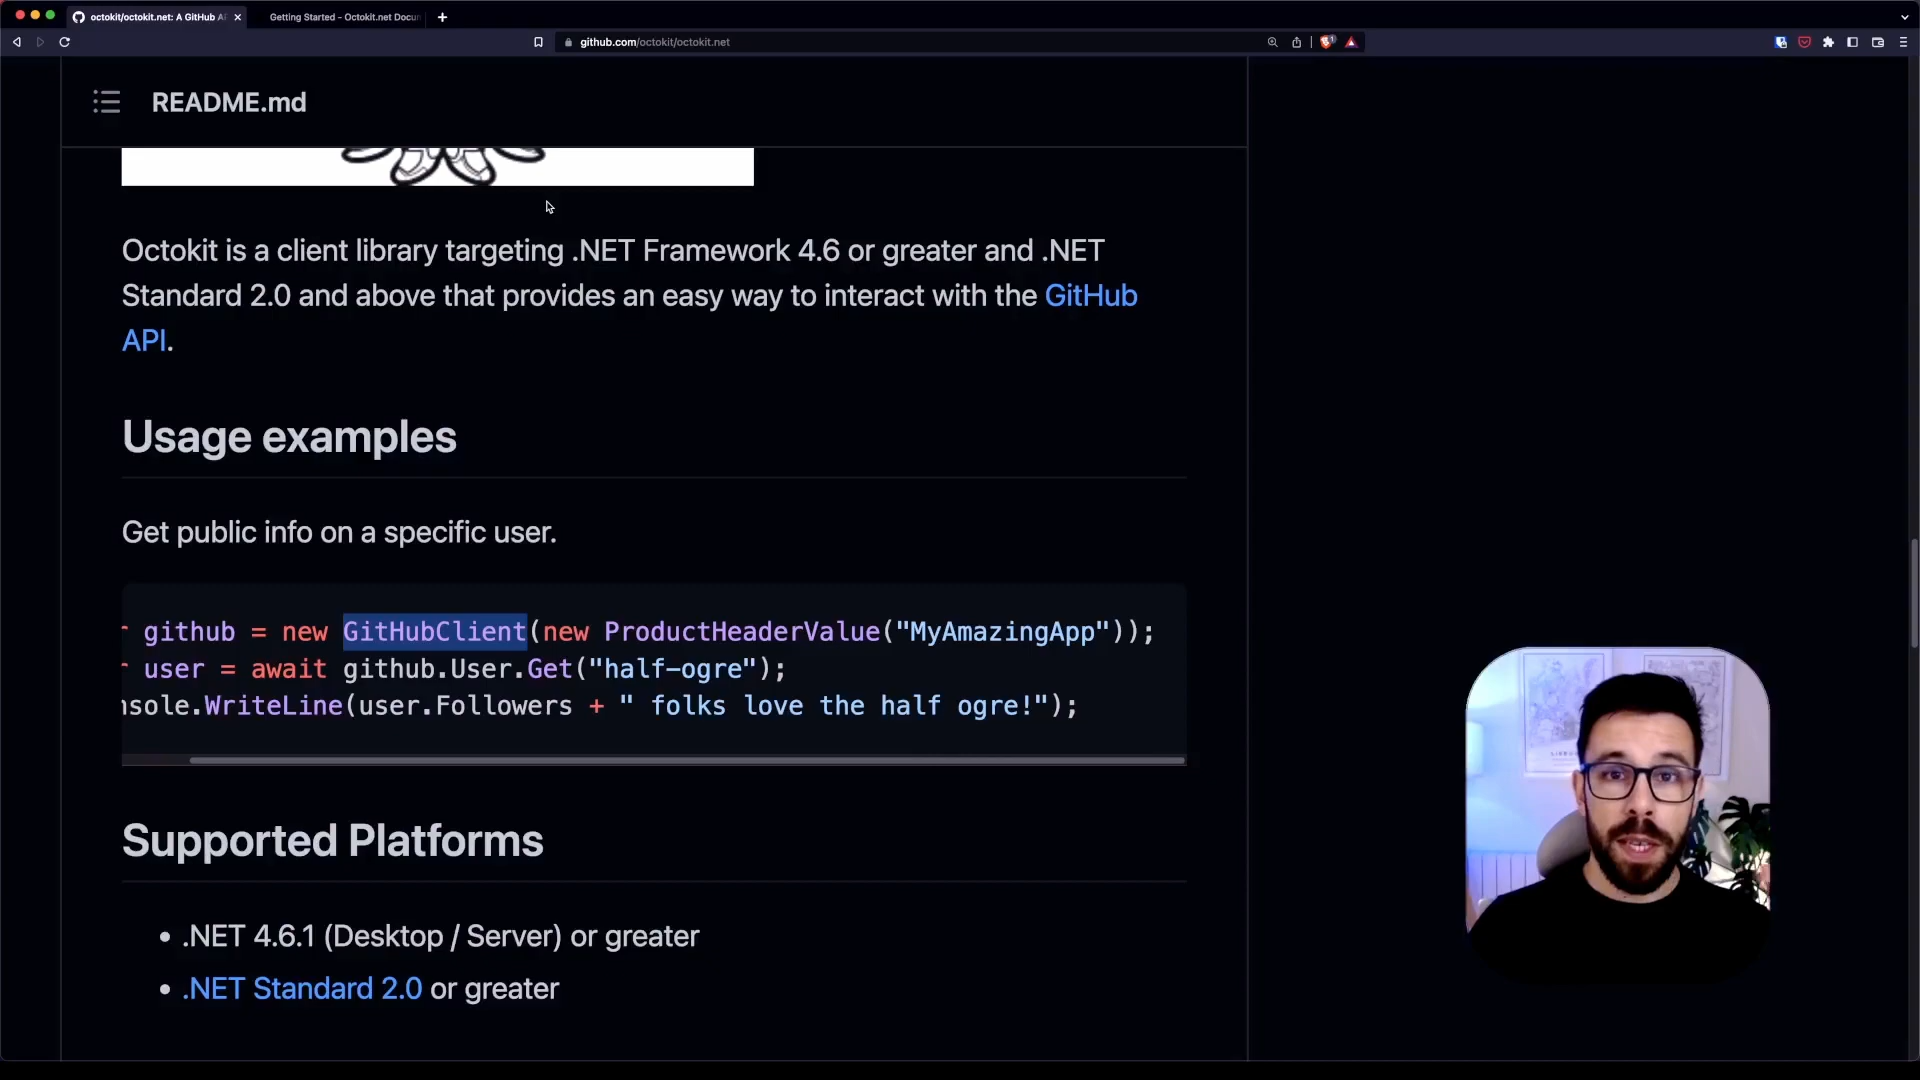 octokit/octokit.net: A GitHub A
Getting Started - Octokit.net Docu
github.com/octokit/octokit.net
README.md
Octokit is a client library targeting .NET Framework 4.6 or greater and .NET
Standard 2.0 and above that provides an easy way to interact with the GitHub
API.
Usage examples
Get public info on a specific user.
r github = new GitHubClient(new ProductHeaderValue("MyAmazingApp"));
r user = await github.User.Get("half-ogre");
nsole.WriteLine(user.Followers + " folks love the half ogre!");
Supported Platforms
• .NET 4.6.1 (Desktop / Server) or greater
• .NET Standard 2.0 or greater